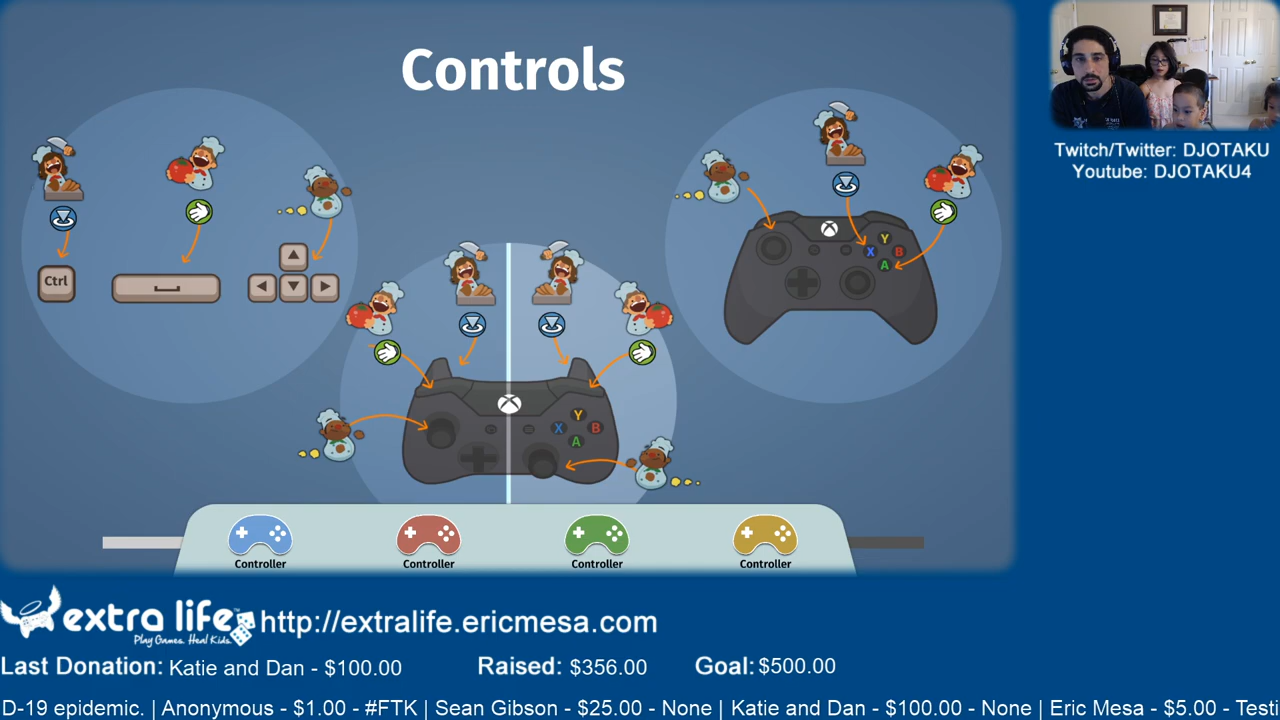 Controls
Twitch/Twitter: DJOTAKU
Youtube: DJOTAKU4
Ctrl
Y
X B
A
Y
X B
A
Controller Controller Controller Controller
extra life
Play Games. Heal Kids.
http://extralife.ericmesa.com
Last Donation: Katie and Dan - $100.00 Raised: $356.00 Goal: $500.00
D-19 epidemic. | Anonymous - $1.00 - #FTK | Sean Gibson - $25.00 - None | Katie and Dan - $100.00 - None | Eric Mesa - $5.00 - Testi